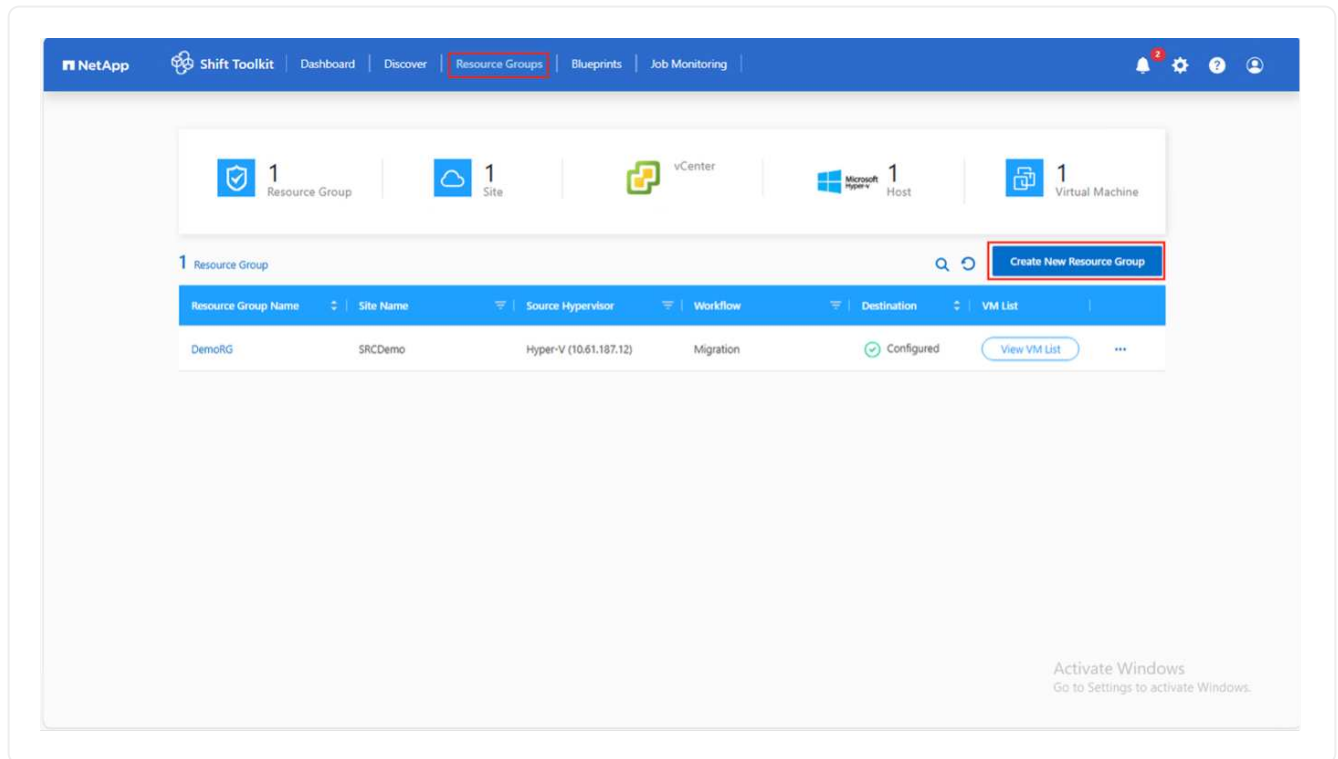 NetApp Shift Toolkit Dashboard Discover Resource Groups Blueprints Job Monitoring 2 ?
1 Resource Group
1 Site
vCenter
Microsoft Hyper-V 1 Host
1 Virtual Machine
1 Resource Group Create New Resource Group
Resource Group Name Site Name Source Hypervisor Workflow Destination VM List
DemoRG SRCDemo Hyper-V (10.61.187.12) Migration Configured View VM List ...
Activate Windows
Go to Settings to activate Windows.